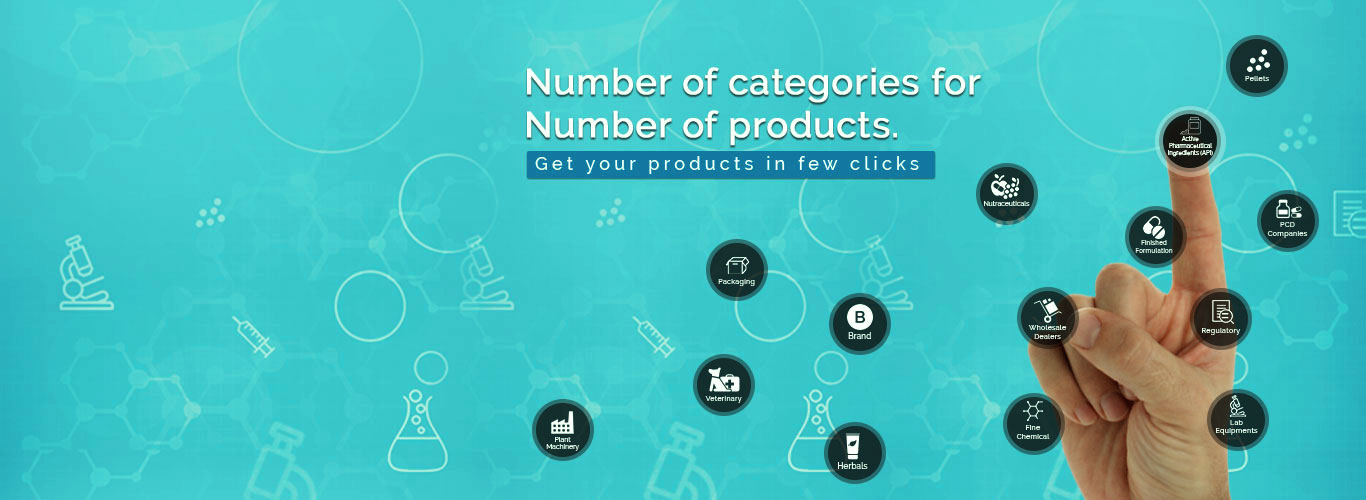 Number of categories for
Number of products.
Get your products in few clicks
Pellets
Active
Pharmaceutical
Ingredients (API)
Nutraceuticals
PCD
Companies
Finished
Formulation
Packaging
B
Brand
Wholesale
Dealers
Regulatory
Veterinary
Plant
Machinery
Herbals
Fine
Chemical
Lab
Equipments